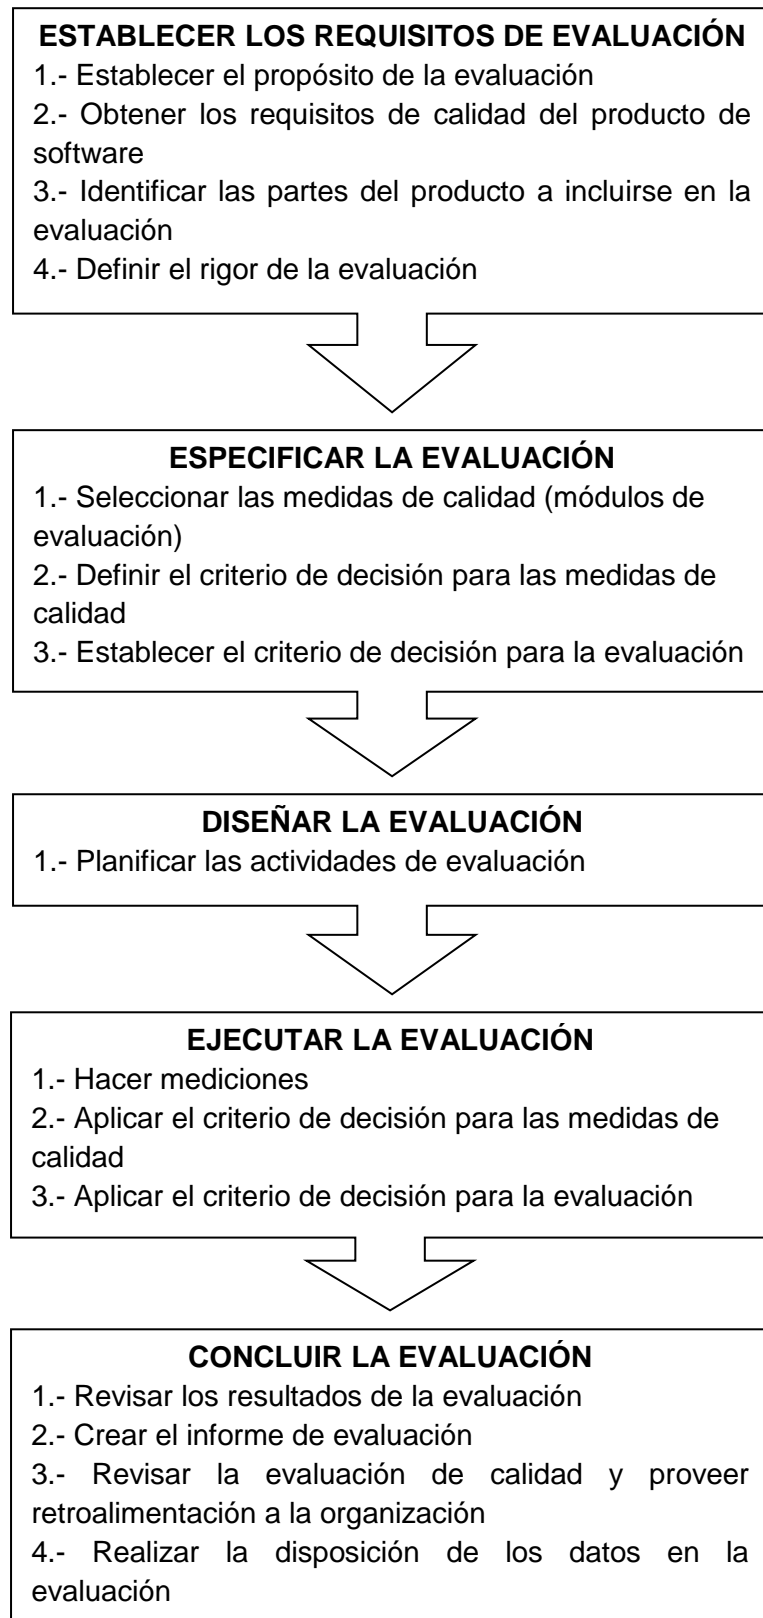 ESTABLECER LOS REQUISITOS DE EVALUACIÓN
1.- Establecer el propósito de la evaluación
2.- Obtener los requisitos de calidad del producto de
software
3.- Identificar las partes del producto a incluirse en la
evaluación
4.- Definir el rigor de la evaluación
ESPECIFICAR LA EVALUACIÓN
1.- Seleccionar las medidas de calidad (módulos de
evaluación)
2.- Definir el criterio de decisión para las medidas de
calidad
3.- Establecer el criterio de decisión para la evaluación
DISEÑAR LA EVALUACIÓN
1.- Planificar las actividades de evaluación
EJECUTAR LA EVALUACIÓN
1.- Hacer mediciones
2.- Aplicar el criterio de decisión para las medidas de
calidad
3.- Aplicar el criterio de decisión para la evaluación
CONCLUIR LA EVALUACIÓN
1.- Revisar los resultados de la evaluación
2.- Crear el informe de evaluación
3.- Revisar la evaluación de calidad y proveer
retroalimentación a la organización
4.- Realizar la disposición de los datos en la
evaluación